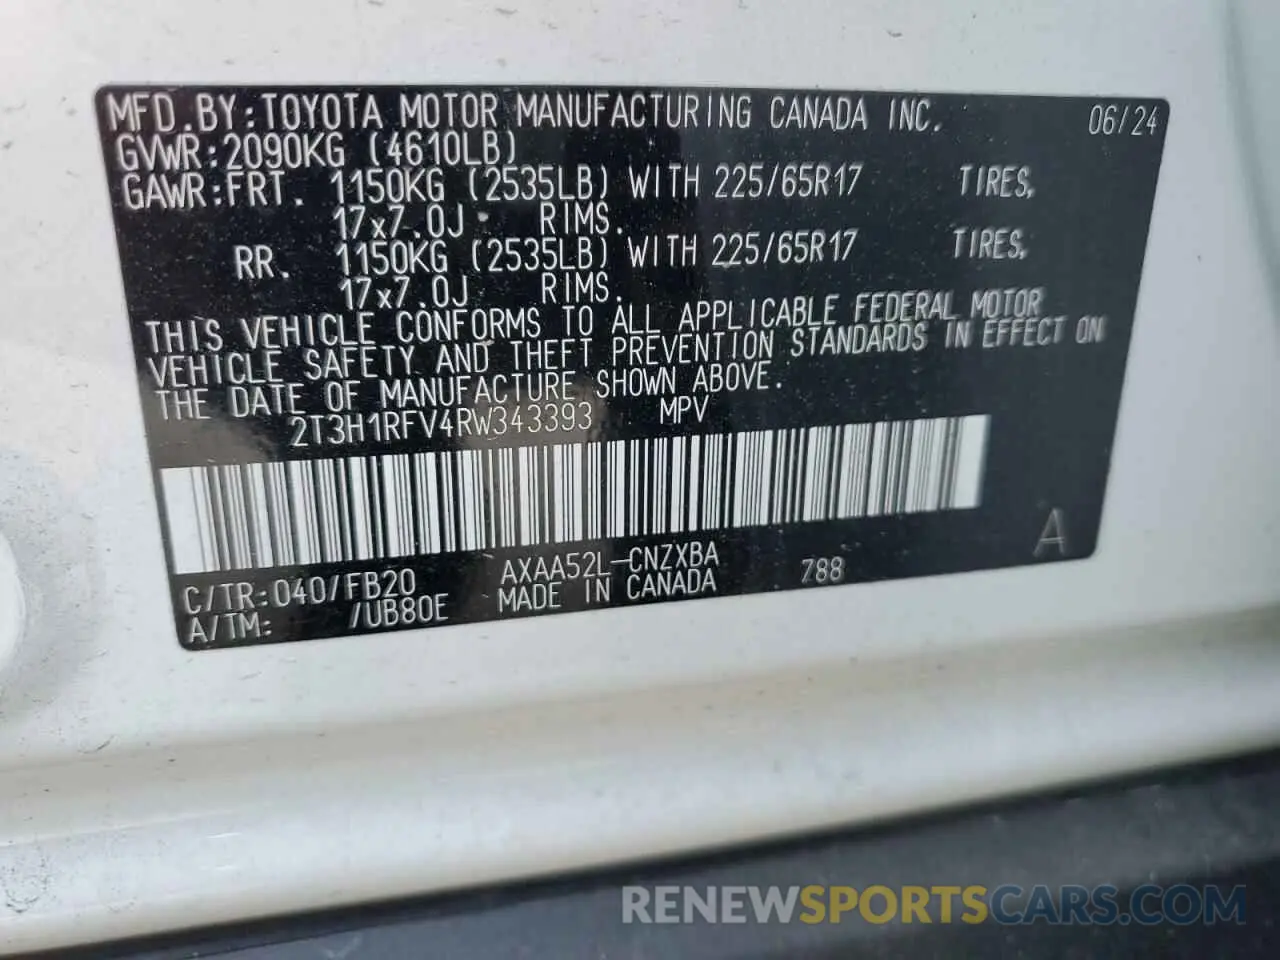 MFD.BY:TOYOTA MOTOR MANUFACTURING CANADA INC. 06/24
GVWR:2090KG (4610LB)
GAWR:FRT. 1150KG (2535LB) WITH 225/65R17 TIRES,
17x7.0J RIMS.
RR. 1150KG (2535LB) WITH 225/65R17 TIRES,
17x7.0J RIMS.
THIS VEHICLE CONFORMS TO ALL APPLICABLE FEDERAL MOTOR
VEHICLE SAFETY AND THEFT PREVENTION STANDARDS IN EFFECT ON
THE DATE OF MANUFACTURE SHOWN ABOVE.
2T3H1RFV4RW343393 MPV
A
C/TR:040/FB20 AXAA52L-CNZXBA 788
A/TM: /UB80E MADE IN CANADA
RENEWSPORTSCARS.COM